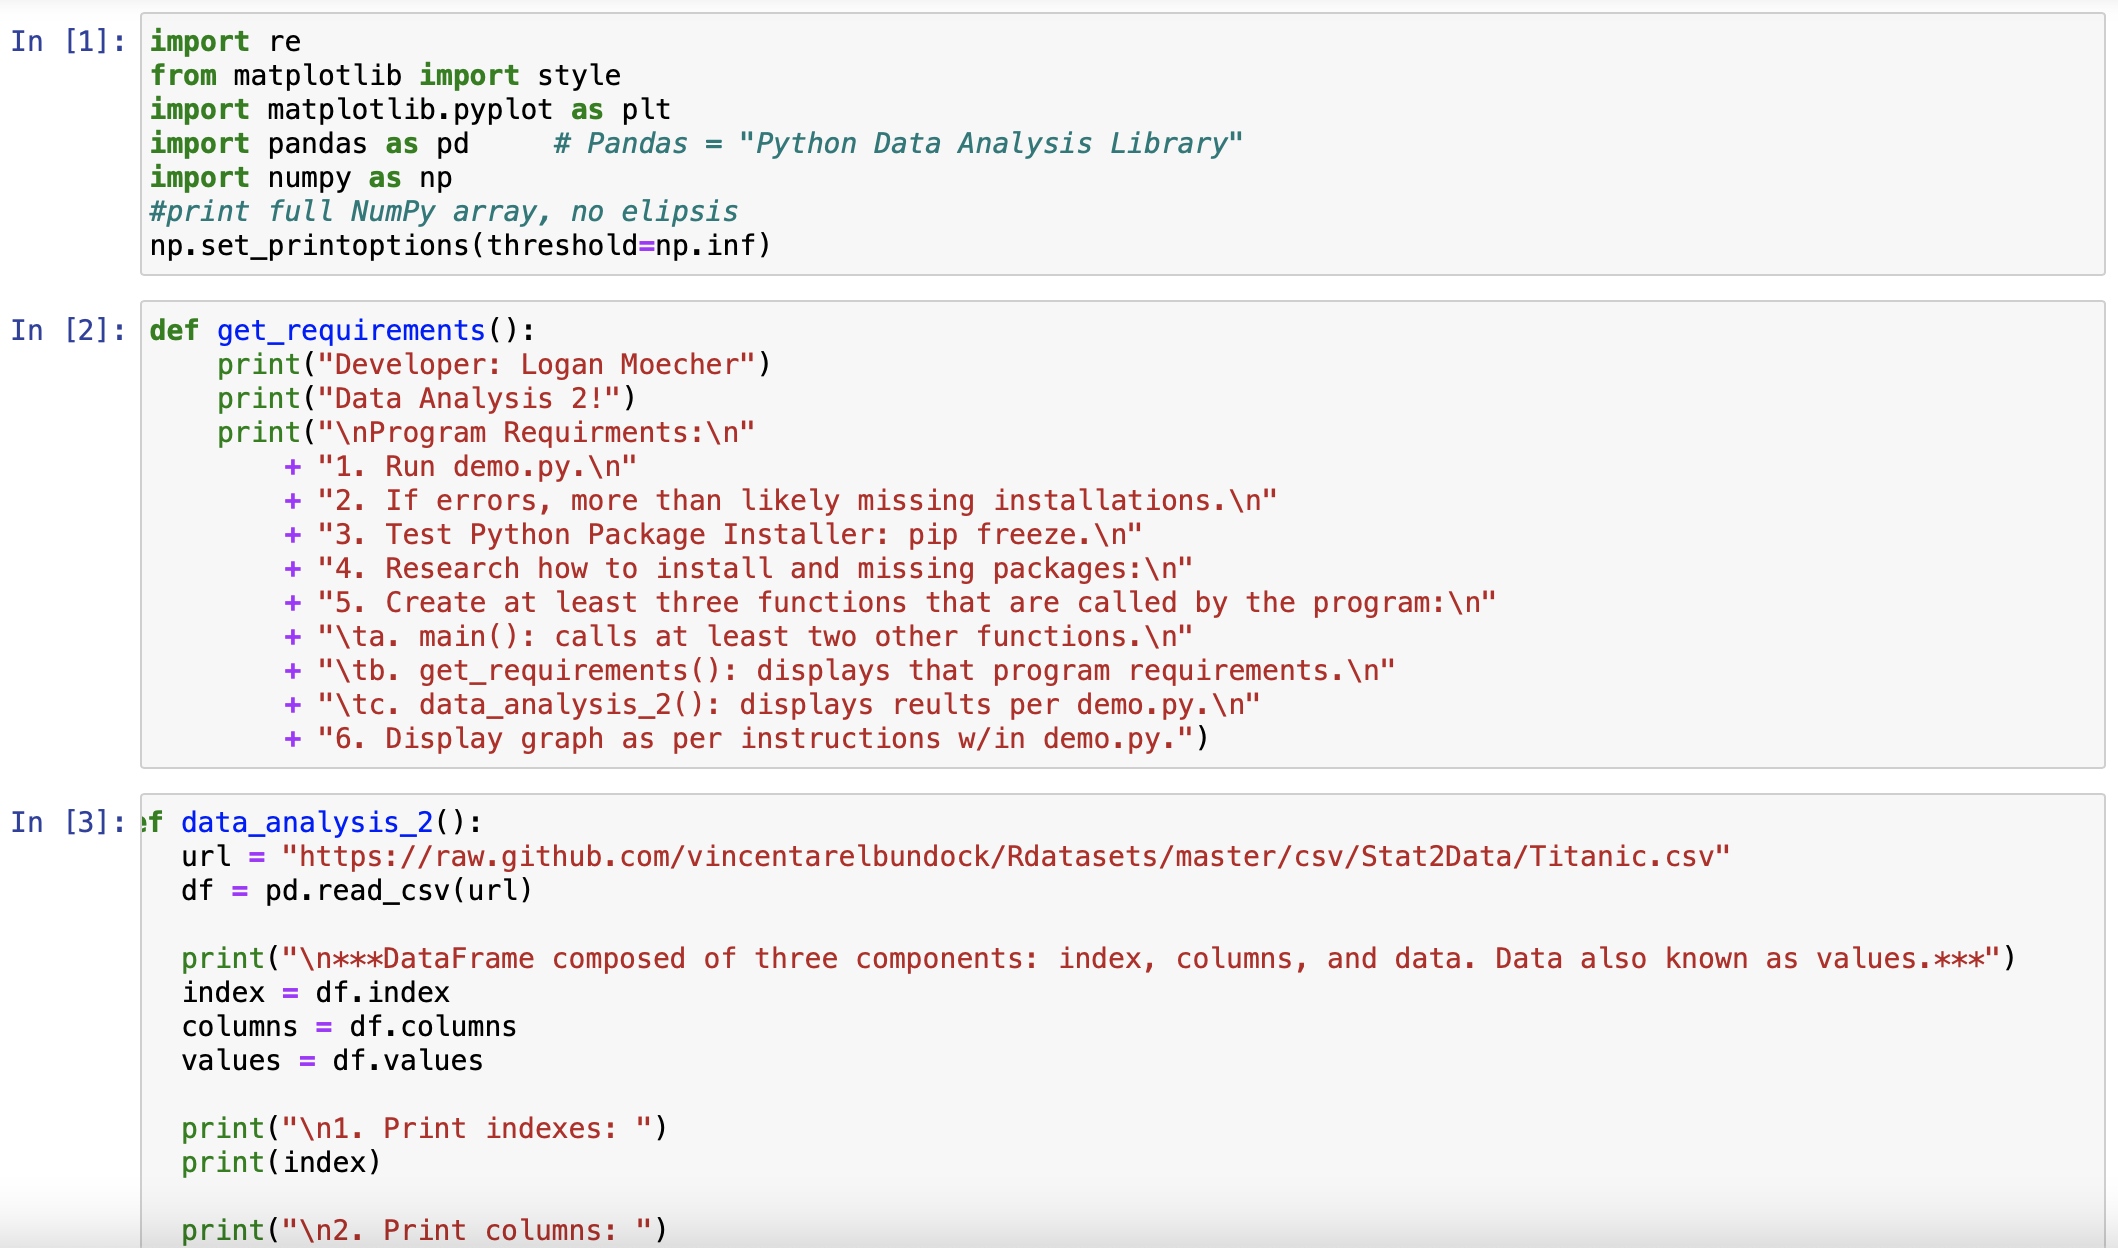 In [1]: import re
from matplotlib import style
import matplotlib.pyplot as plt
import pandas as pd     # Pandas = "Python Data Analysis Library"
import numpy as np
#print full NumPy array, no elipsis
np.set_printoptions(threshold=np.inf)
In [2]: def get_requirements():
    print("Developer: Logan Moecher")
    print("Data Analysis 2!")
    print("\nProgram Requirments:\n"
        + "1. Run demo.py.\n"
        + "2. If errors, more than likely missing installations.\n"
        + "3. Test Python Package Installer: pip freeze.\n"
        + "4. Research how to install and missing packages:\n"
        + "5. Create at least three functions that are called by the program:\n"
        + "\ta. main(): calls at least two other functions.\n"
        + "\tb. get_requirements(): displays that program requirements.\n"
        + "\tc. data_analysis_2(): displays reults per demo.py.\n"
        + "6. Display graph as per instructions w/in demo.py.")
In [3]: ef data_analysis_2():
    url = "https://raw.github.com/vincentarelbundock/Rdatasets/master/csv/Stat2Data/Titanic.csv"
    df = pd.read_csv(url)
    print("\n***DataFrame composed of three components: index, columns, and data. Data also known as values.***")
    index = df.index
    columns = df.columns
    values = df.values
    print("\n1. Print indexes: ")
    print(index)
    print("\n2. Print columns: ")